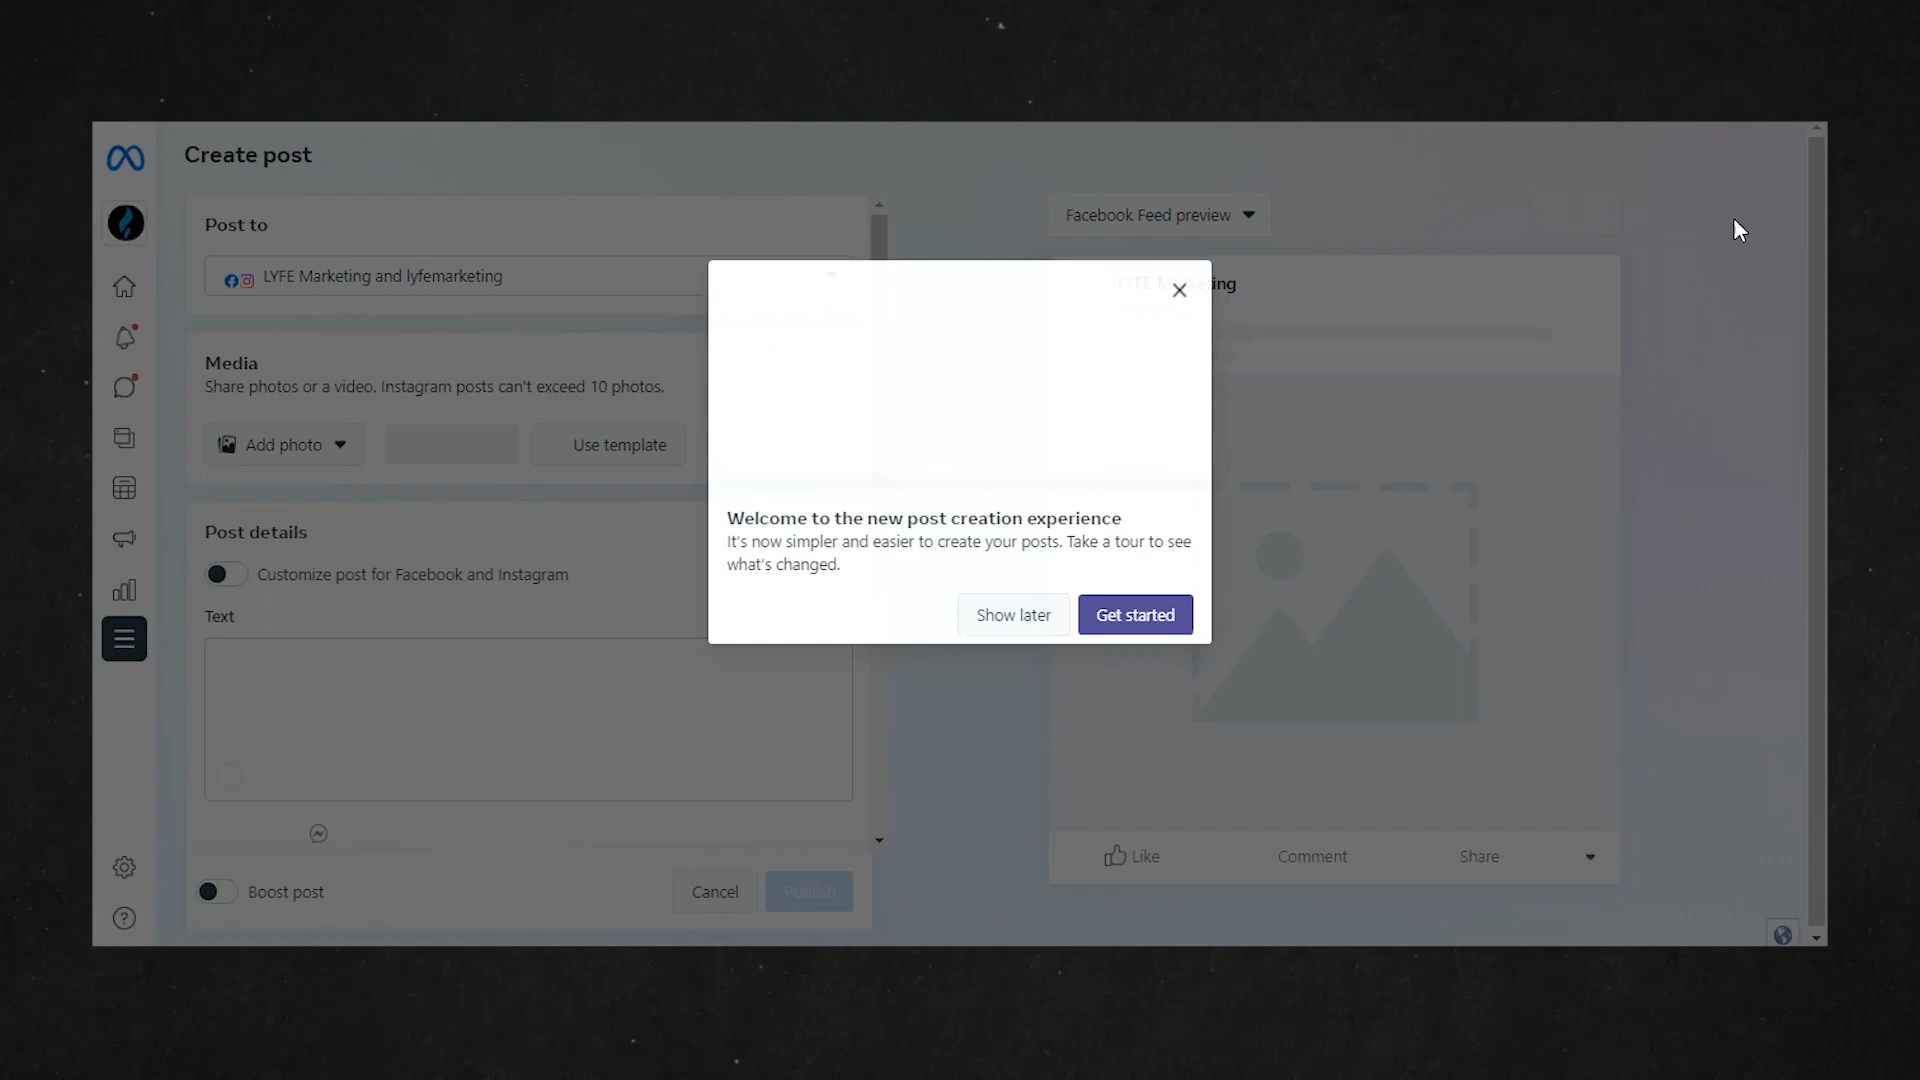 Create post
Post to
LYFE Marketing and lyfemarketing
Media
Share photos or a video. Instagram posts can't exceed 10 photos.
Add photo
Use template
Post details
Customize post for Facebook and Instagram
Text
Boost post
Cancel
Publish
Facebook Feed preview
LYFE Marketing
Welcome to the new post creation experience
It's now simpler and easier to create your posts. Take a tour to see
what's changed.
Show later
Get started
Like
Comment
Share